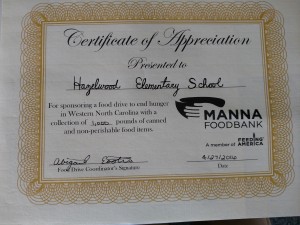 Certificate of Appreciation
Presented to
Hazelwood Elementary School
For sponsoring a food drive to end hunger
in Western North Carolina with a
collection of pounds of canned
and non-perishable food items.
MANNA
FOODBANK
A member of
FEEDING
AMERICA
Abigail
Food Drive Coordinator's Signature
Date